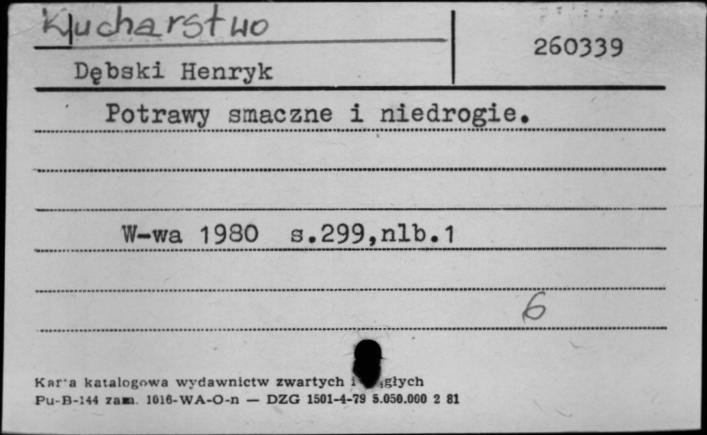 Kucharstwo
260339
Dębski Henryk
Potrawy smaczne i niedrogie.
W-wa 1980 s.299,nlb.1
6
Karta katalogowa wydawnictw zwartych i
Pu-B-144 zam. 1016-WA-O-n — DZG 1501-4-79 5.050.000 2 81